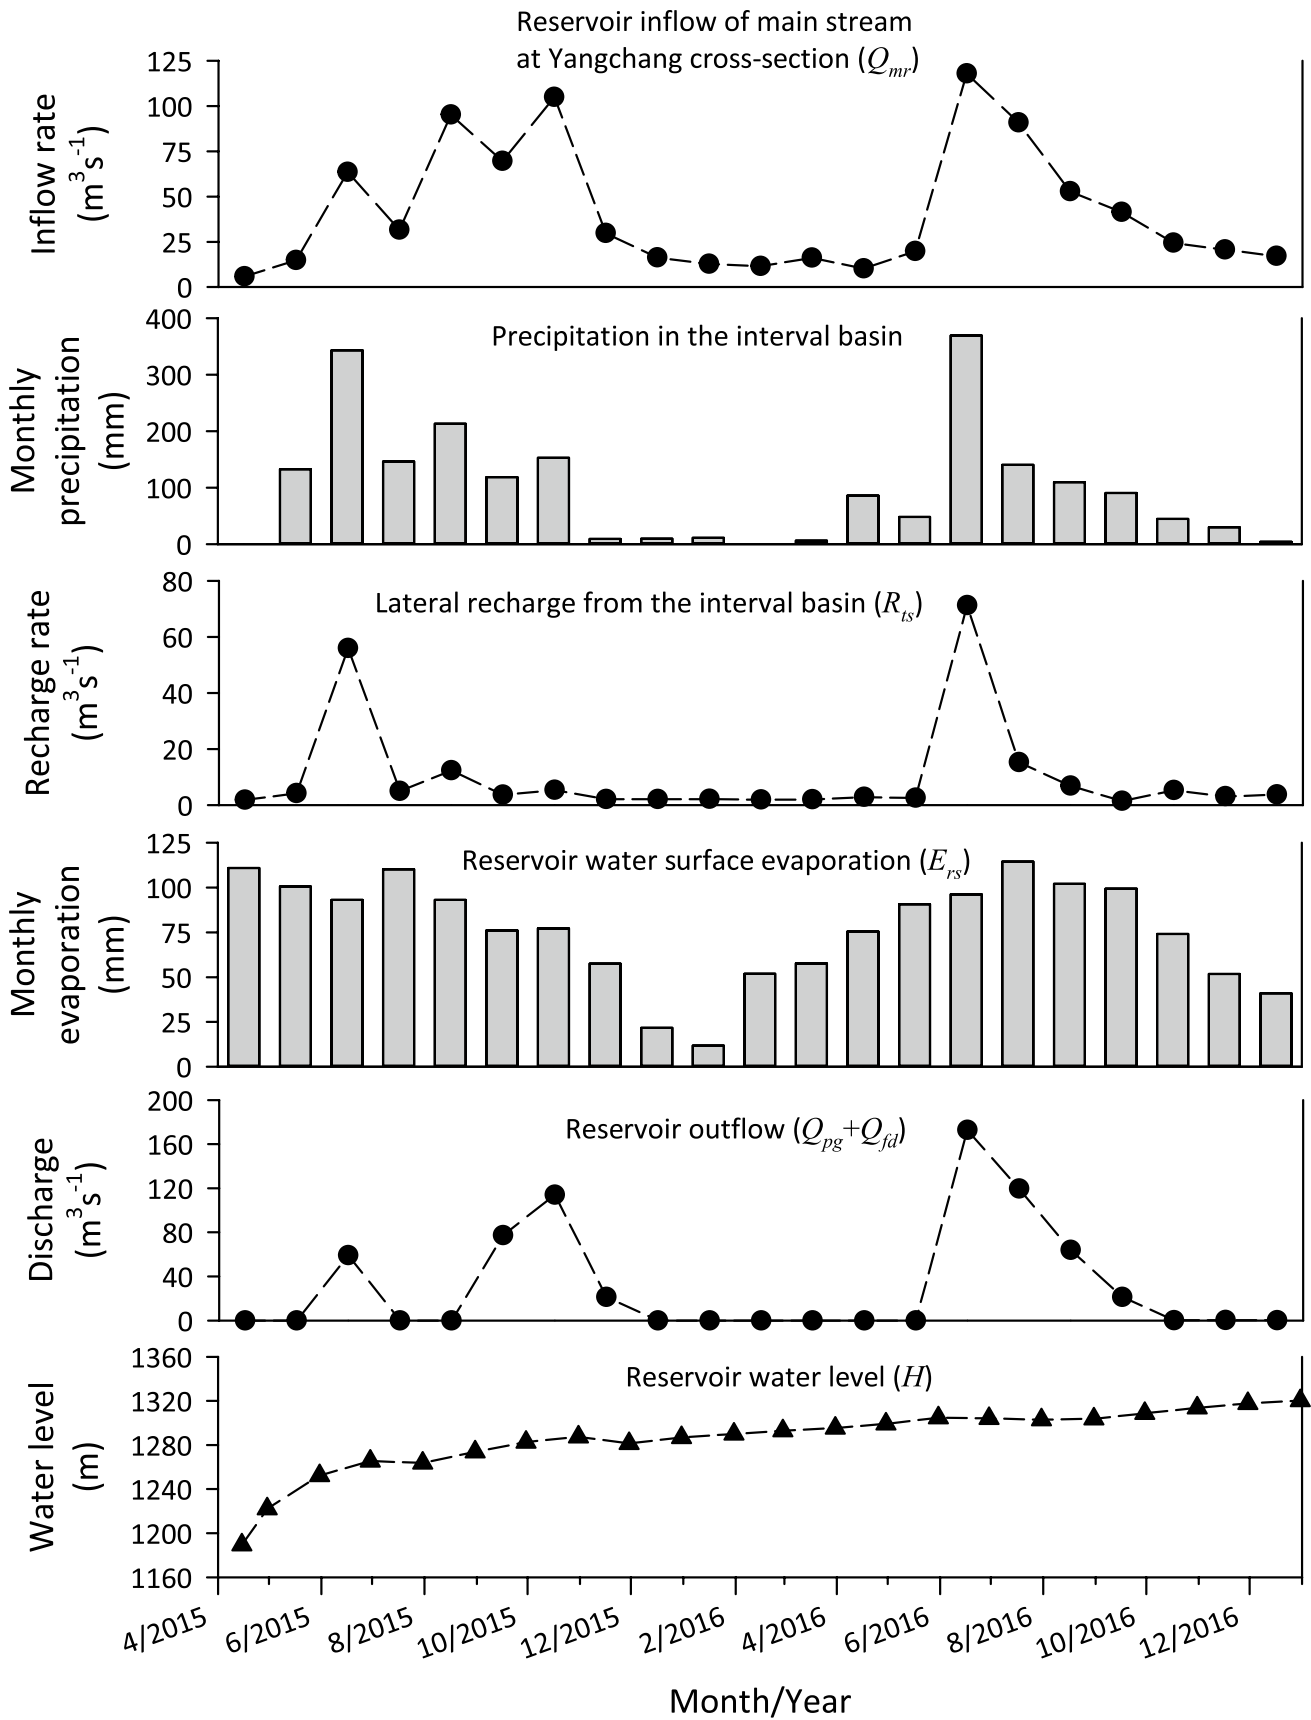 Reservoir inflow of main stream
at Yangchang cross-section (Qmr)
Inflow rate
(m3s-1)
125
100
75
50
25
0
Precipitation in the interval basin
Monthly
precipitation
(mm)
400
300
200
100
0
Lateral recharge from the interval basin (Rts)
Recharge rate
(m3s-1)
80
60
40
20
0
Reservoir water surface evaporation (Ers)
Monthly
evaporation
(mm)
125
100
75
50
25
0
Reservoir outflow (Qpg+Qfd)
Discharge
(m3s-1)
200
160
120
80
40
0
Reservoir water level (H)
Water level
(m)
1360
1320
1280
1240
1200
1160
4/2015
6/2015
8/2015
10/2015
12/2015
2/2016
4/2016
6/2016
8/2016
10/2016
12/2016
Month/Year